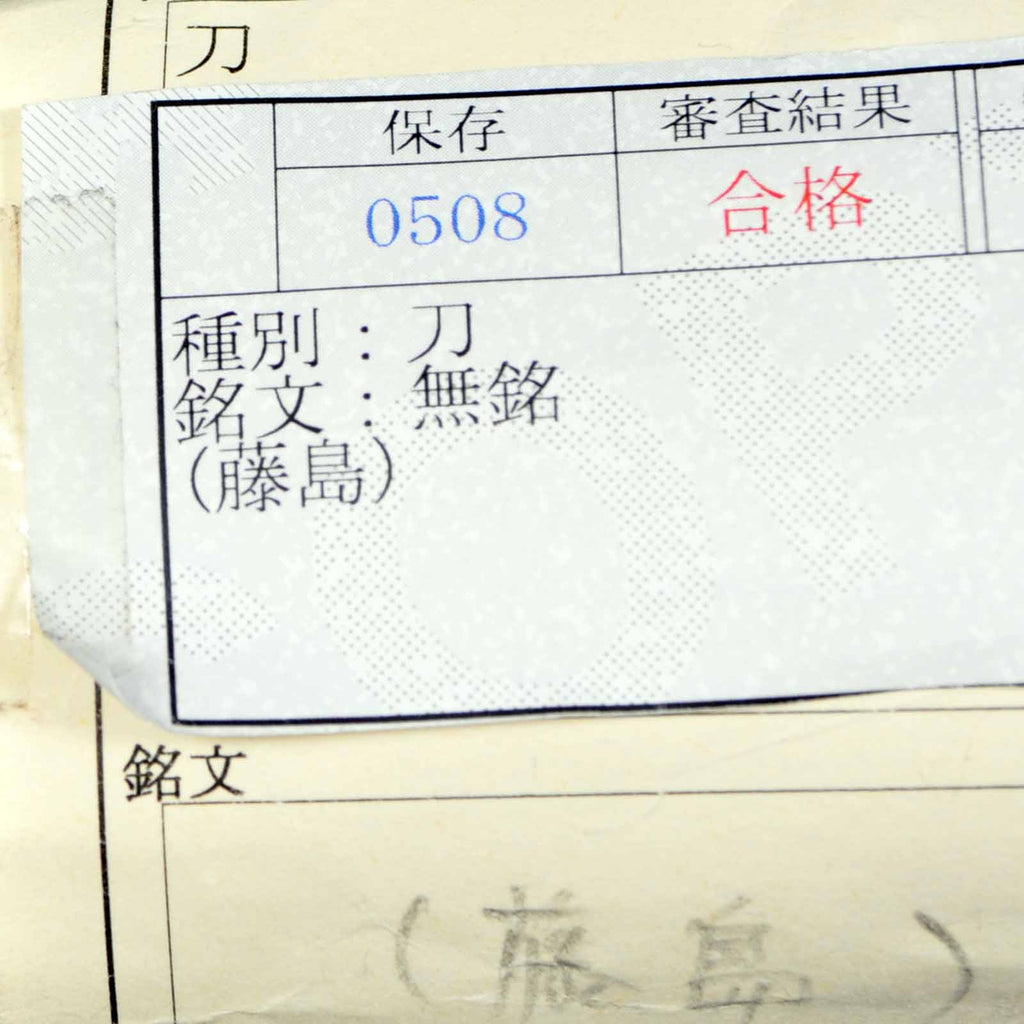 刀
保存 審査結果
0508 合格
種別：刀
銘文：無銘
（藤島）
銘文
（藤島）